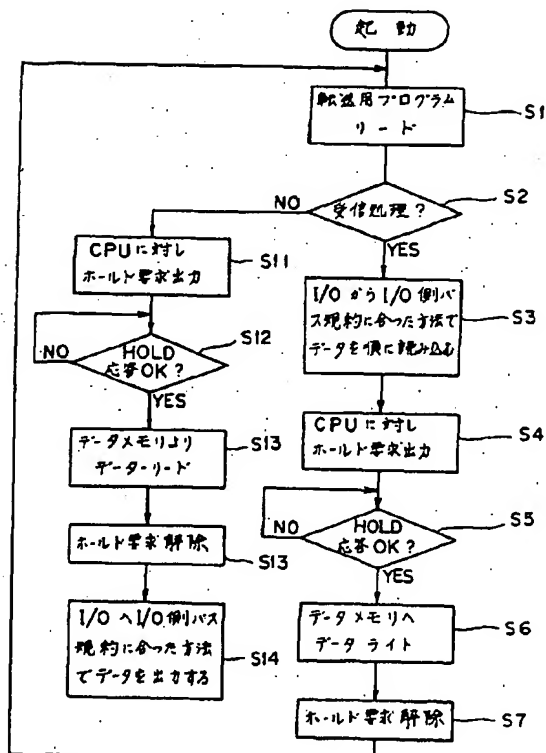 起動
転送用プログラム
リード
S1
受信処理?
S2
NO
YES
CPUに対し
ホールド要求出力
S11
I/OからI/O側バ
ス規約に合った方法で
データを順に読み込む
S3
HOLD
応答OK?
S12
NO
YES
CPUに対し
ホールド要求出力
S4
データメモリより
データーリード
S13
HOLD
応答OK?
S5
NO
YES
ホールド要求解除
S13
データメモリへ
データライト
S6
I/OへI/O側バス
規約に合った方法
でデータを出力する
S14
ホールド要求解除
S7